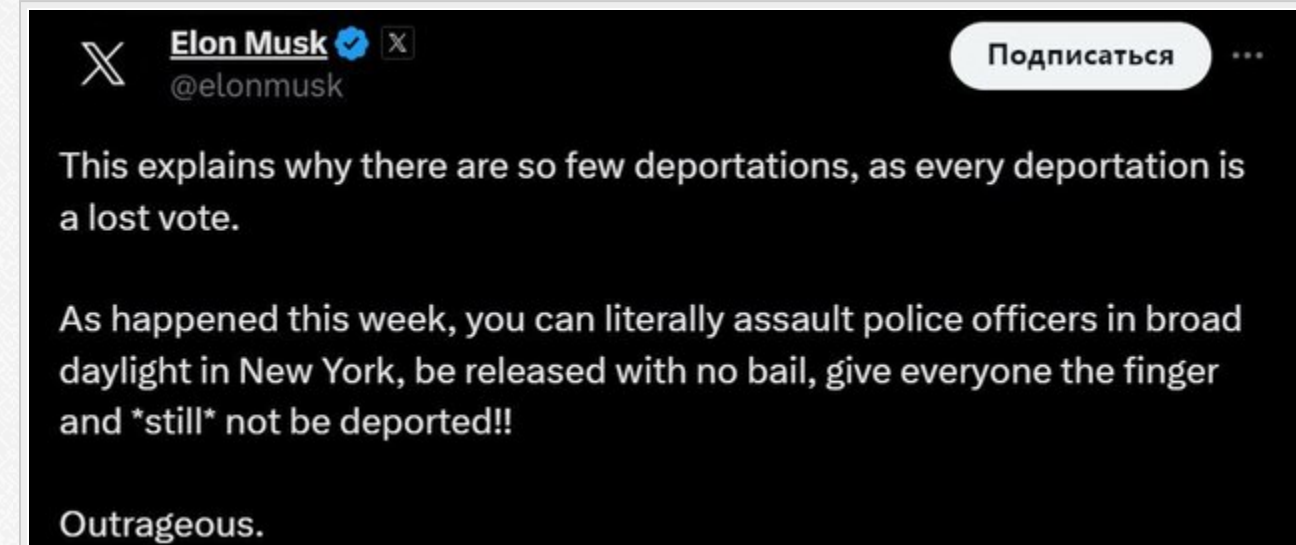 Elon Musk
@elonmusk
Подписаться
This explains why there are so few deportations, as every deportation is
a lost vote.
As happened this week, you can literally assault police officers in broad
daylight in New York, be released with no bail, give everyone the finger
and *still* not be deported!!
Outrageous.